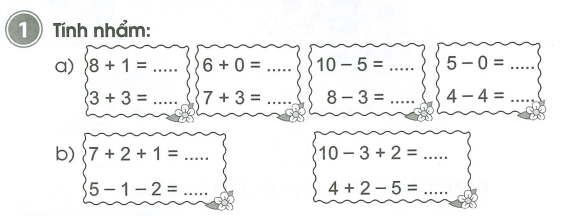 1 Tính nhẩm:
a) 8 + 1 = ..... 6 + 0 = ..... 10 – 5 = ..... 5 – 0 = .....
3 + 3 = ..... 7 + 3 = ..... 8 – 3 = ..... 4 – 4 = .....
b) 7 + 2 + 1 = ..... 10 – 3 + 2 = .....
5 – 1 – 2 = ..... 4 + 2 – 5 = .....